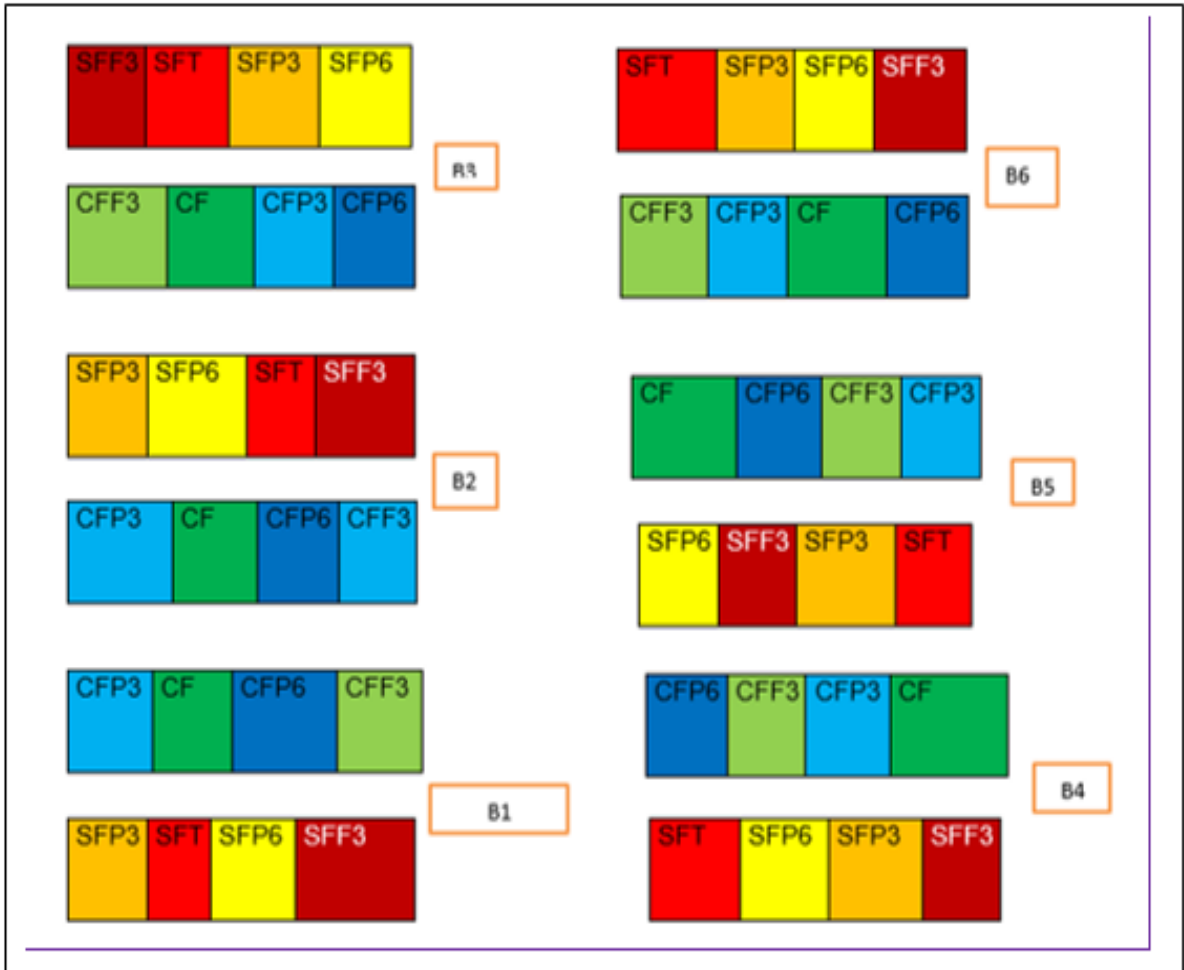 SFF3 SFT SFP3 SFP6
B3
CFF3 CF CFP3 CFP6
SFP3 SFP6 SFT SFF3
B2
CFP3 CF CFP6 CFF3
CFP3 CF CFP6 CFF3
B1
SFP3 SFT SFP6 SFF3
SFT SFP3 SFP6 SFF3
B6
CFF3 CFP3 CF CFP6
CF CFP6 CFF3 CFP3
B5
SFP6 SFF3 SFP3 SFT
CFP6 CFF3 CFP3 CF
B4
SFT SFP6 SFP3 SFF3